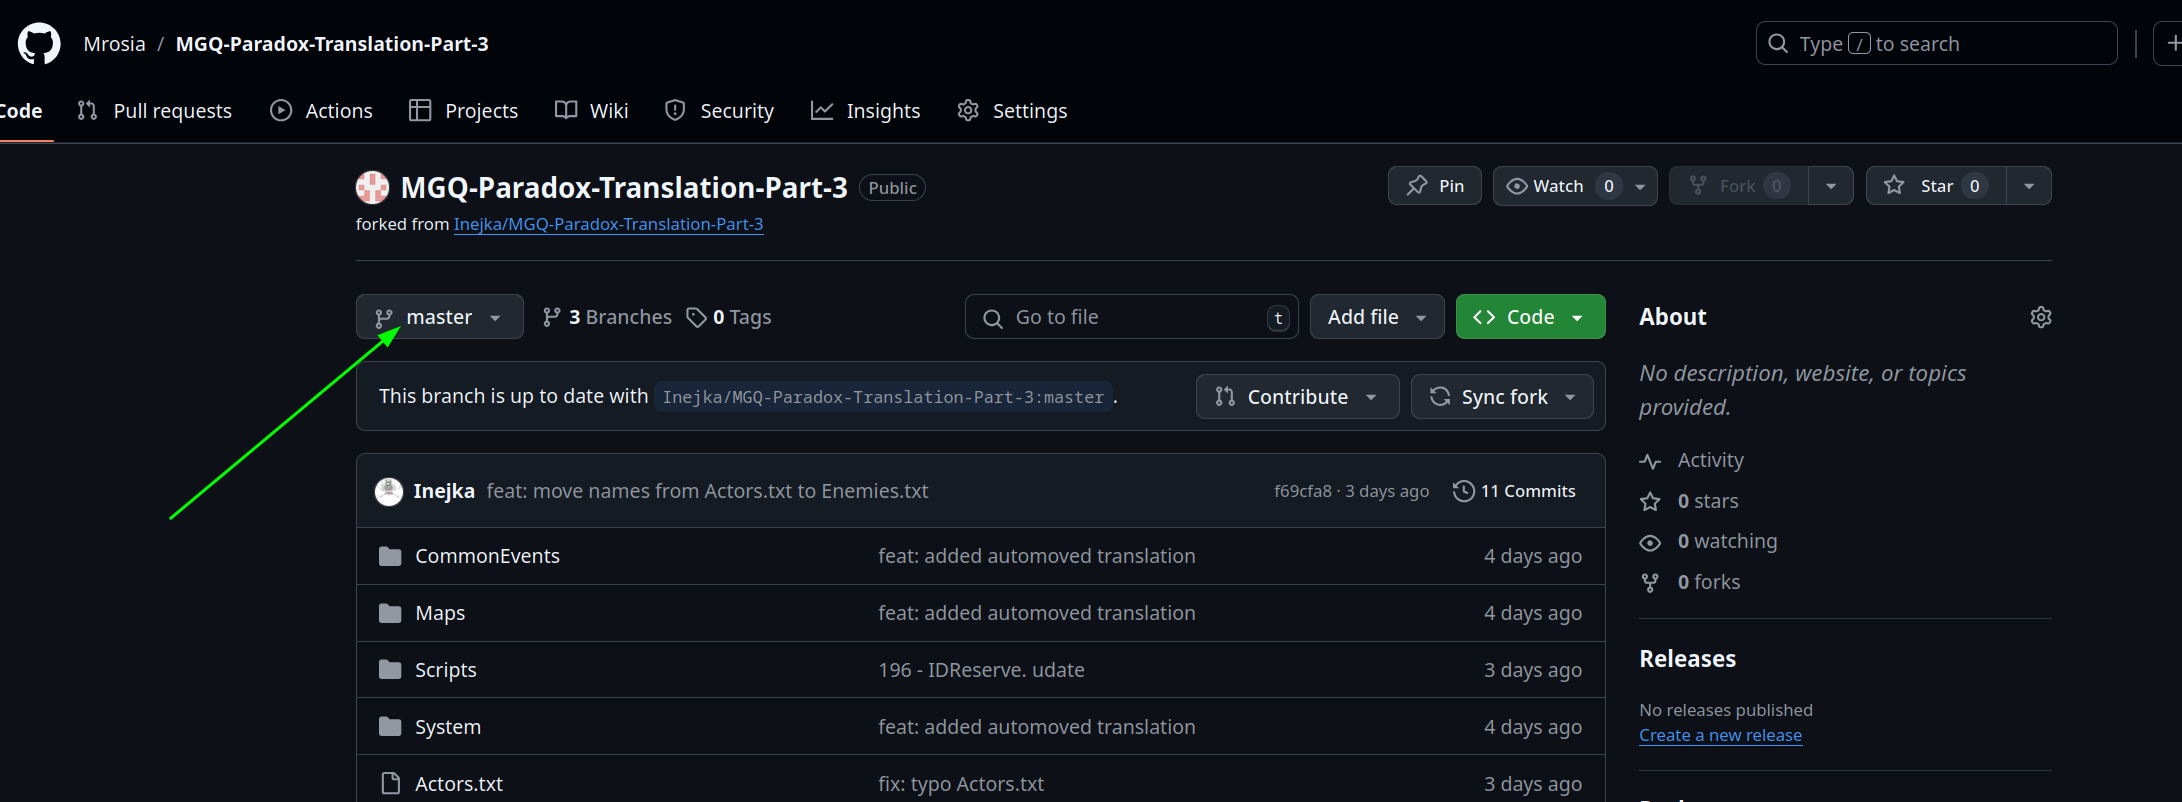 Mrosia / MGQ-Paradox-Translation-Part-3
Type / to search
Code Pull requests Actions Projects Wiki Security Insights Settings
MGQ-Paradox-Translation-Part-3 Public
Pin Watch 0 Fork 0 Star 0
forked from Inejka/MGQ-Paradox-Translation-Part-3
master 3 Branches 0 Tags Go to file t Add file Code
This branch is up to date with Inejka/MGQ-Paradox-Translation-Part-3:master .
Contribute Sync fork
Inejka feat: move names from Actors.txt to Enemies.txt f69cfa8 · 3 days ago 11 Commits
CommonEvents feat: added automoved translation 4 days ago
Maps feat: added automoved translation 4 days ago
Scripts 196 - IDReserve. udate 3 days ago
System feat: added automoved translation 4 days ago
Actors.txt fix: typo Actors.txt 3 days ago
About
No description, website, or topics
provided.
Activity
0 stars
0 watching
0 forks
Releases
No releases published
Create a new release